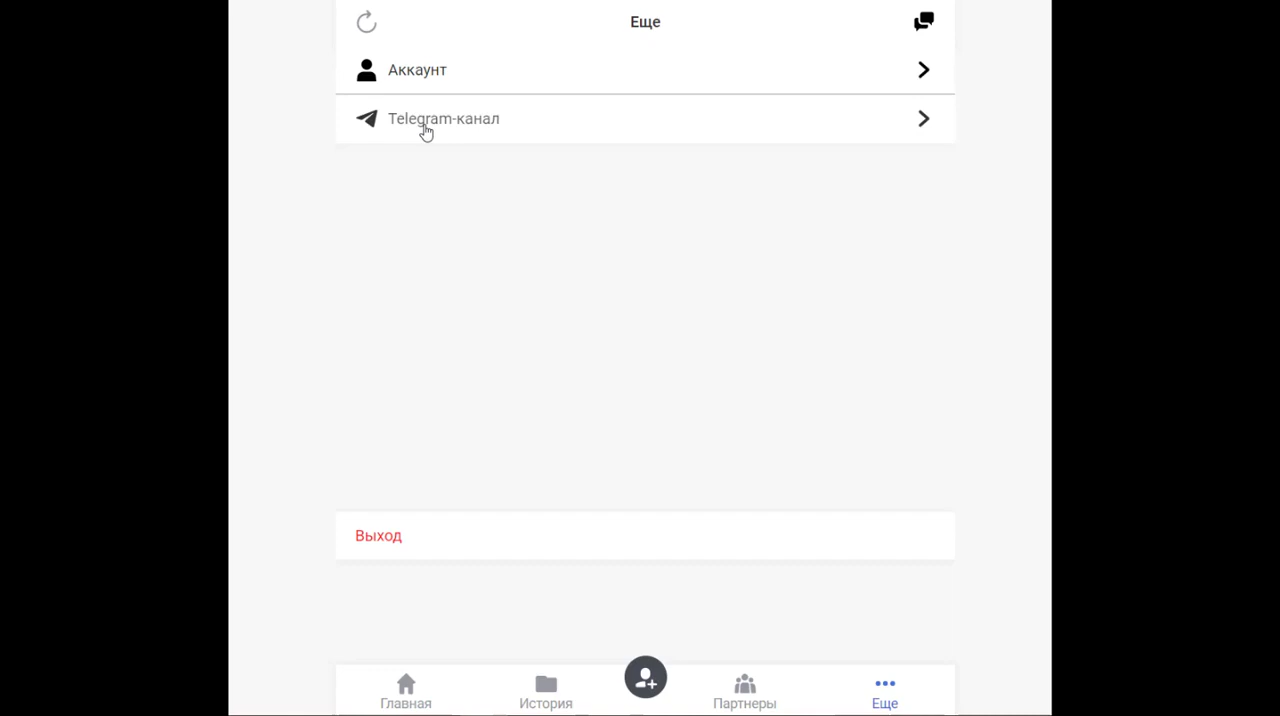 Еще
Аккаунт
Telegram-канал
Выход
Главная
История
Партнеры
Еще